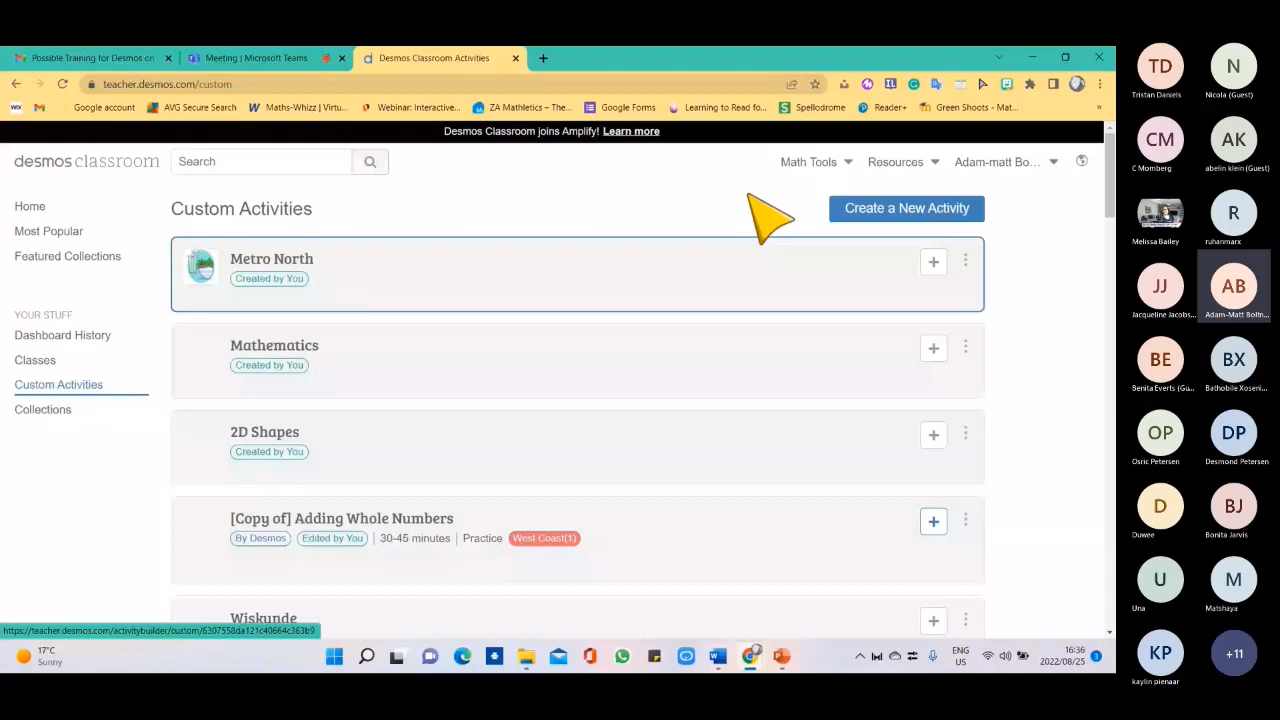 Possible Training for Desmos on
Meeting | Microsoft Teams
Desmos Classroom Activities
teacher.desmos.com/custom
WIX
Google account
AVG Secure Search
Maths-Whizz | Virtu...
Webinar: Interactive...
ZA Mathletics – The...
Google Forms
Learning to Read fo...
Spellodrome
Reader+
Green Shoots - Mat...
»
Desmos Classroom joins Amplify! Learn more
desmos classroom
Search
Math Tools
Resources
Adam-matt Bo...
Home
Most Popular
Featured Collections
YOUR STUFF
Dashboard History
Classes
Custom Activities
Collections
Custom Activities
Create a New Activity
Metro North
Created by You
Mathematics
Created by You
2D Shapes
Created by You
[Copy of] Adding Whole Numbers
By Desmos
Edited by You
30-45 minutes
Practice
West Coast(1)
Wiskunde
https://teacher.desmos.com/activitybuilder/custom/6307558da121c40664c363b9
17°C
Sunny
ENG
US
16:36
2022/08/25
3
TD
Tristan Daniels
N
Nicola (Guest)
CM
C Momberg
AK
abelin klein (Guest)
Melissa Bailey
R
ruhanmarx
JJ
Jacqueline Jacobs...
AB
Adam-Matt Boltn...
BE
Benita Everts (Gu...
BX
Bathobile Xoseni...
OP
Osric Petersen
DP
Desmond Petersen
D
Duwee
BJ
Bonita Jarvis
U
Una
M
Matshaya
KP
kaylin pienaar
+11